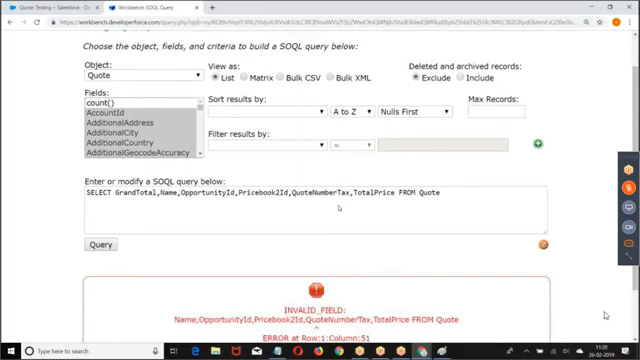 Quote: Testing ~ Salesforce - D
Workbench SOQL Query
https://workbench.developerforce.com/query.php?
Choose the object, fields, and criteria to build a SOQL query below:
Object:
View as:
Deleted and archived records:
Quote
List
Matrix
Bulk CSV
Bulk XML
Exclude
Include
Fields:
Sort results by:
Max Records:
count()
AccountId
AdditionalAddress
AdditionalCity
AdditionalCountry
AdditionalGeocodeAccuracy
A to Z
Nulls First
Filter results by:
=
Enter or modify a SOQL query below:
SELECT GrandTotal,Name,OpportunityId,Pricebook2Id,QuoteNumberTax,TotalPrice FROM Quote
Query
INVALID_FIELD:
Name,OpportunityId,Pricebook2Id,QuoteNumberTax,TotalPrice FROM Quote
^
ERROR at Row:1:Column:51
Type here to search
11:20
26-02-2019